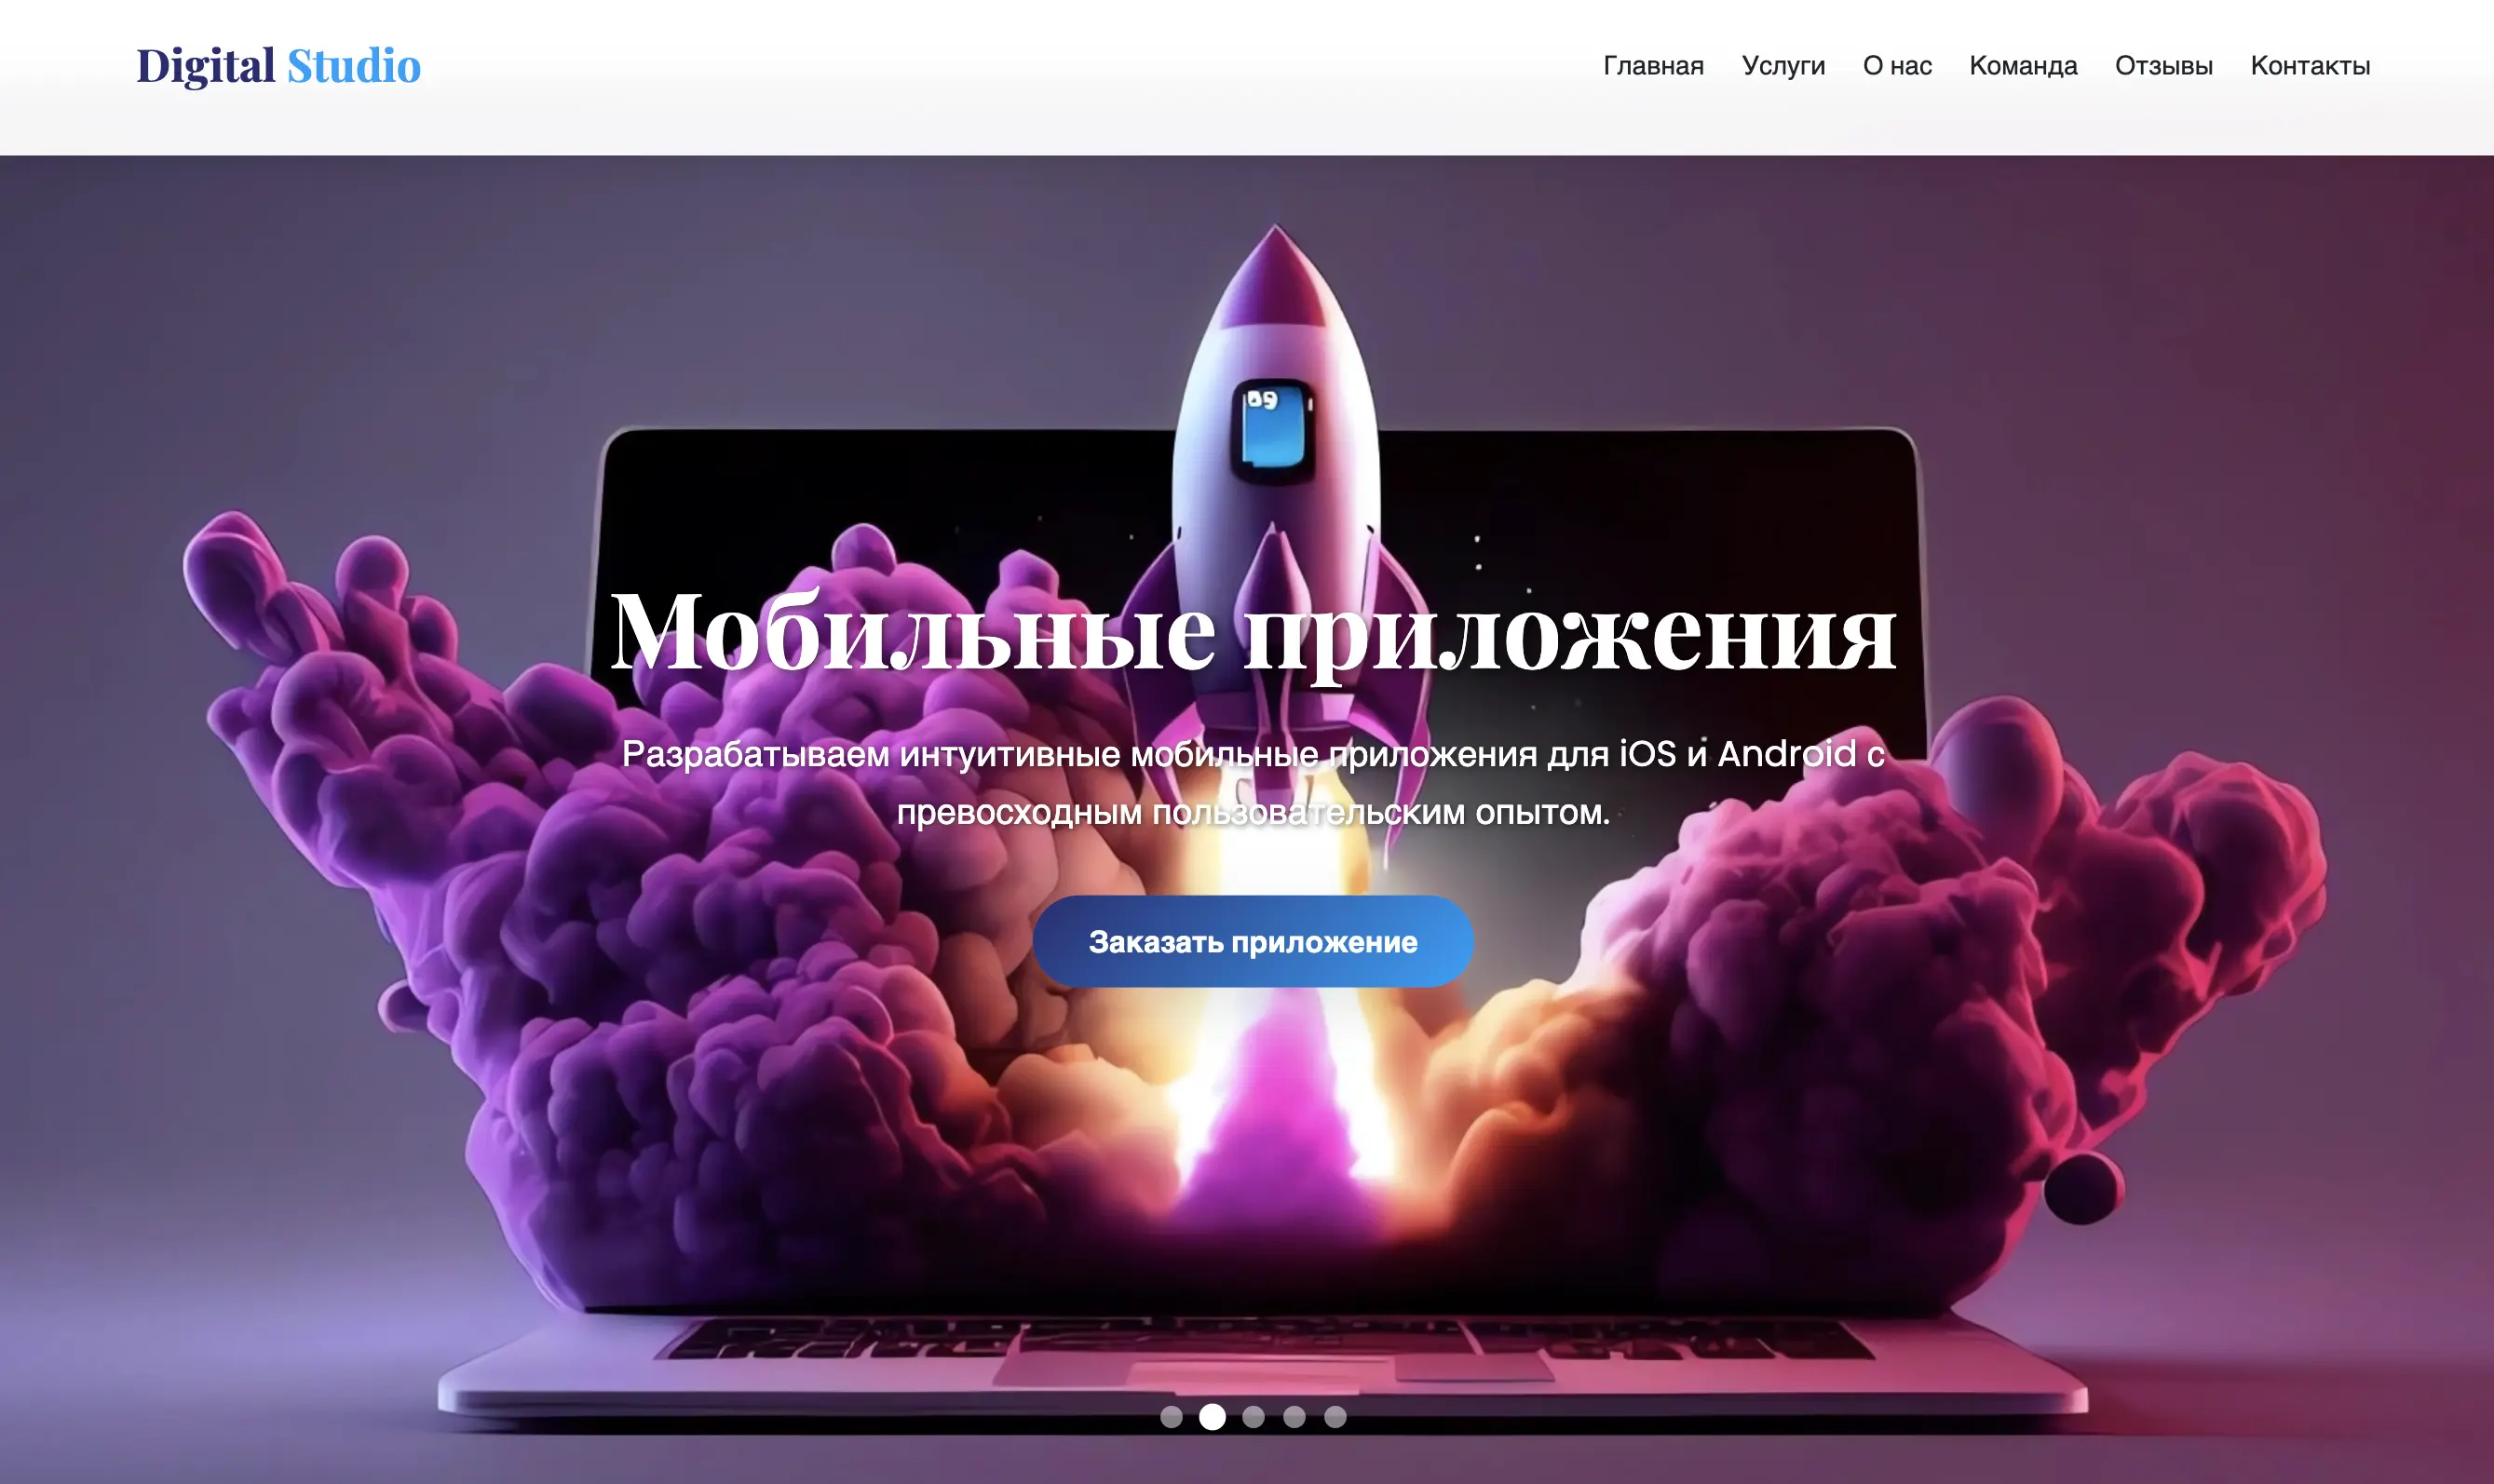 Digital Studio
Главная Услуги О нас Команда Отзывы Контакты
Мобильные приложения
Разрабатываем интуитивные мобильные приложения для iOS и Android с
превосходным пользовательским опытом.
Заказать приложение